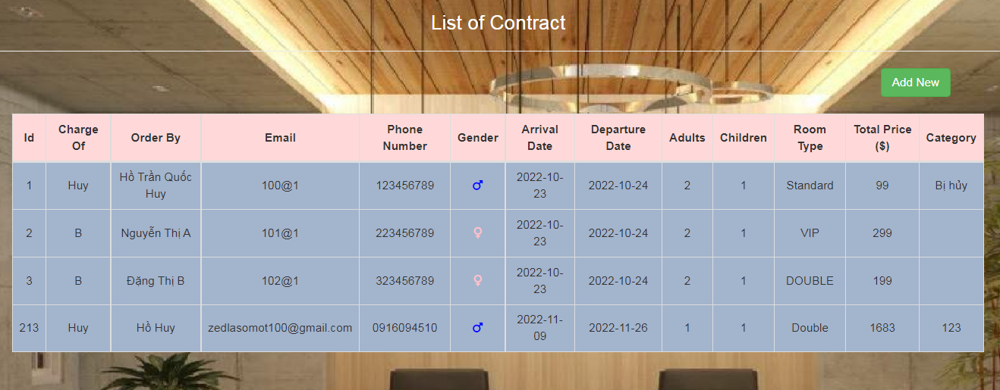 List of Contract
Add New
Id Charge Of Order By Email Phone Number Gender Arrival Date Departure Date Adults Children Room Type Total Price ($) Category
1 Huy Hồ Trần Quốc Huy 100@1 123456789 2022-10-23 2022-10-24 2 1 Standard 99 Bị hủy
2 B Nguyễn Thị A 101@1 223456789 2022-10-23 2022-10-24 2 1 VIP 299
3 B Đặng Thị B 102@1 323456789 2022-10-23 2022-10-24 2 1 DOUBLE 199
213 Huy Hồ Huy zedlasomot100@gmail.com 0916094510 2022-11-09 2022-11-26 1 1 Double 1683 123